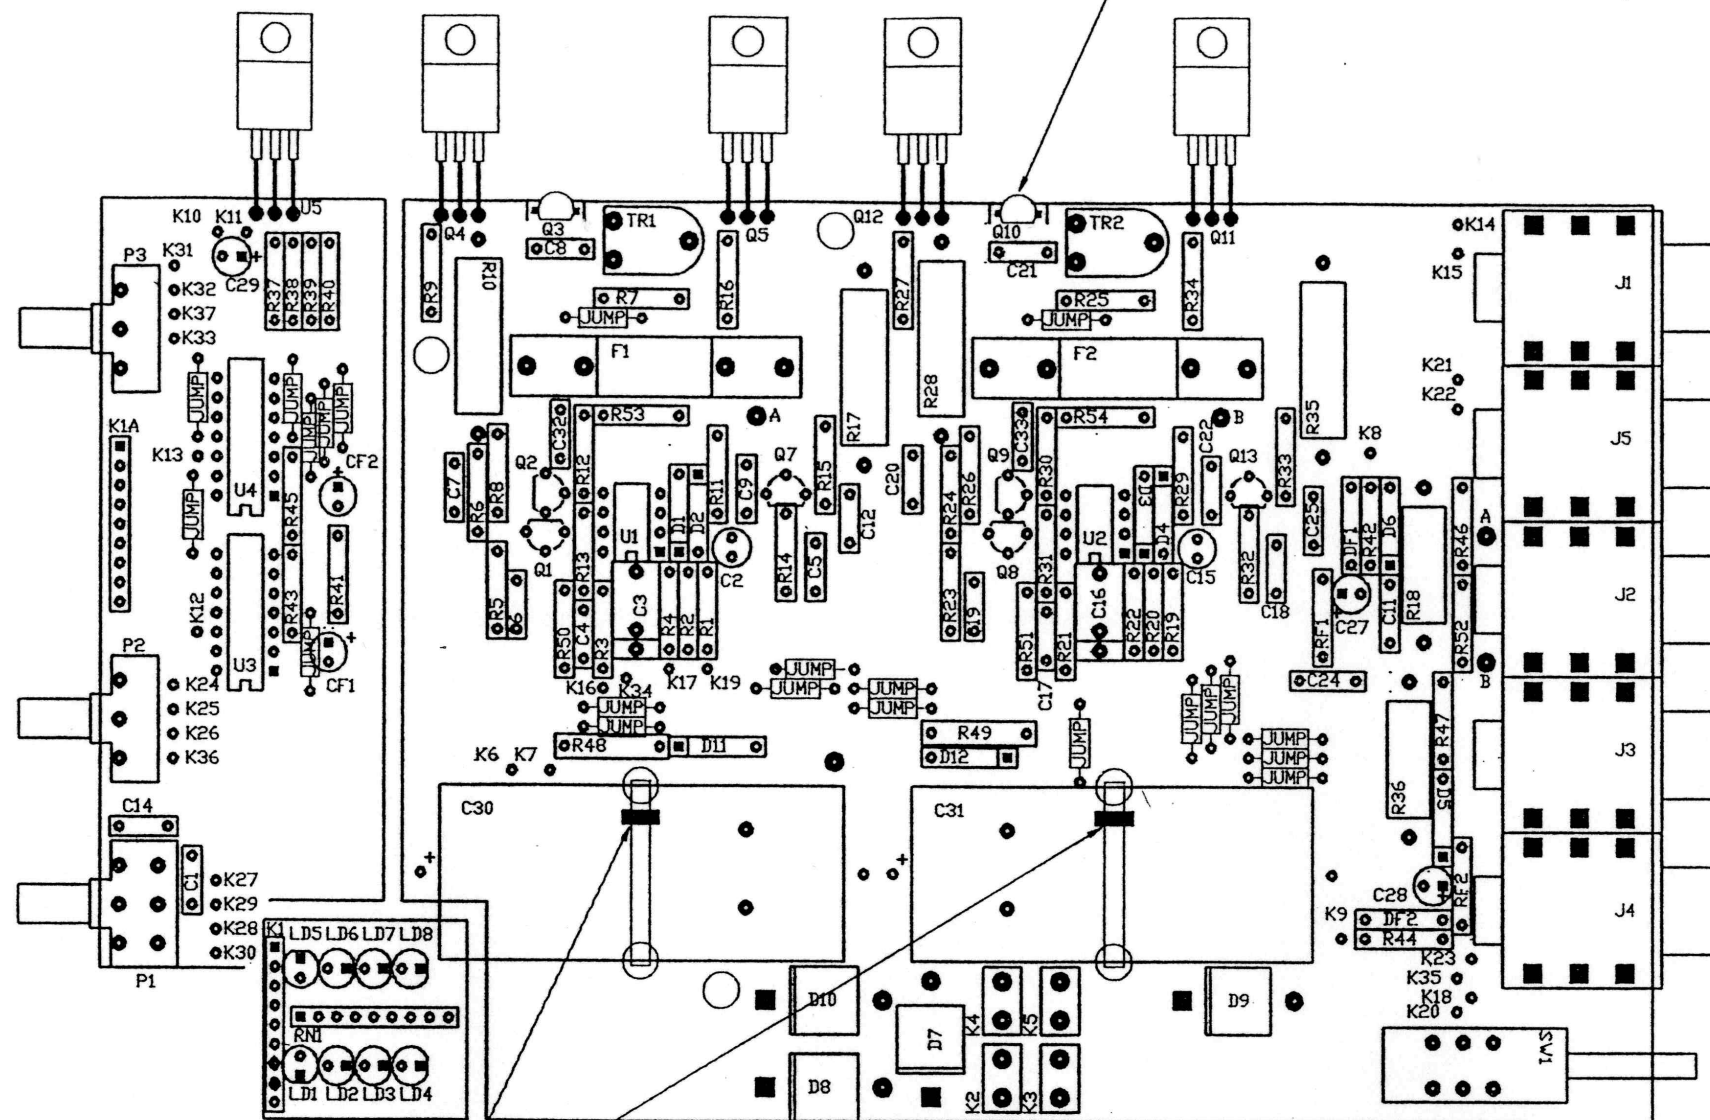 U5
K10 K11
Q4
Q3
TR1
Q5
Q12
Q10
TR2
Q11
K14
K31
P3
+
C8
C21
K15
J1
K32
C29
R37
R38
R39
R40
R9
R10
R7
R16
R27
R28
R25
R34
K37
JUMP
JUMP
K33
F1
F2
K21
JUMP
JUMP
JUMP
JUMP
JUMP
K22
K1A
C32
R53
A
R17
C33
R54
B
R35
J5
K13
CF2
+
C7
R6
R8
Q2
R12
R11
C9
Q7
R15
C20
R24
R26
Q9
R30
D3
R29
C22
Q13
R33
K8
U4
R45
JUMP
U1
D1
D2
C12
U2
D4
C25
DF1
R42
D6
R46
A
Q1
R13
C2
R14
C5
Q8
R31
C15
R32
C18
R18
K12
R43
R41
R5
C6
R50
C4
R3
C3
R4
R2
R1
R23
C19
R51
C17
R21
C16
R22
R20
R19
RF1
C27
+
C11
R52
J2
P2
U3
JUMP
+
CF1
K24
K16
K34
K17
K19
JUMP
JUMP
JUMP
JUMP
C24
B
K25
JUMP
JUMP
JUMP
JUMP
JUMP
JUMP
R47
K26
R48
D11
R49
JUMP
J3
K36
K6
K7
D12
JUMP
JUMP
D5
C14
C30
C31
R36
+
+
C1
K27
C28
+
RF2
K29
K9
DF2
J4
K28
K1
LD5 LD6 LD7 LD8
R44
K30
K23
P1
K35
D10
D9
K18
RN1
K4
K5
K20
D7
SW1
LD1 LD2 LD3 LD4
D8
K2
K3